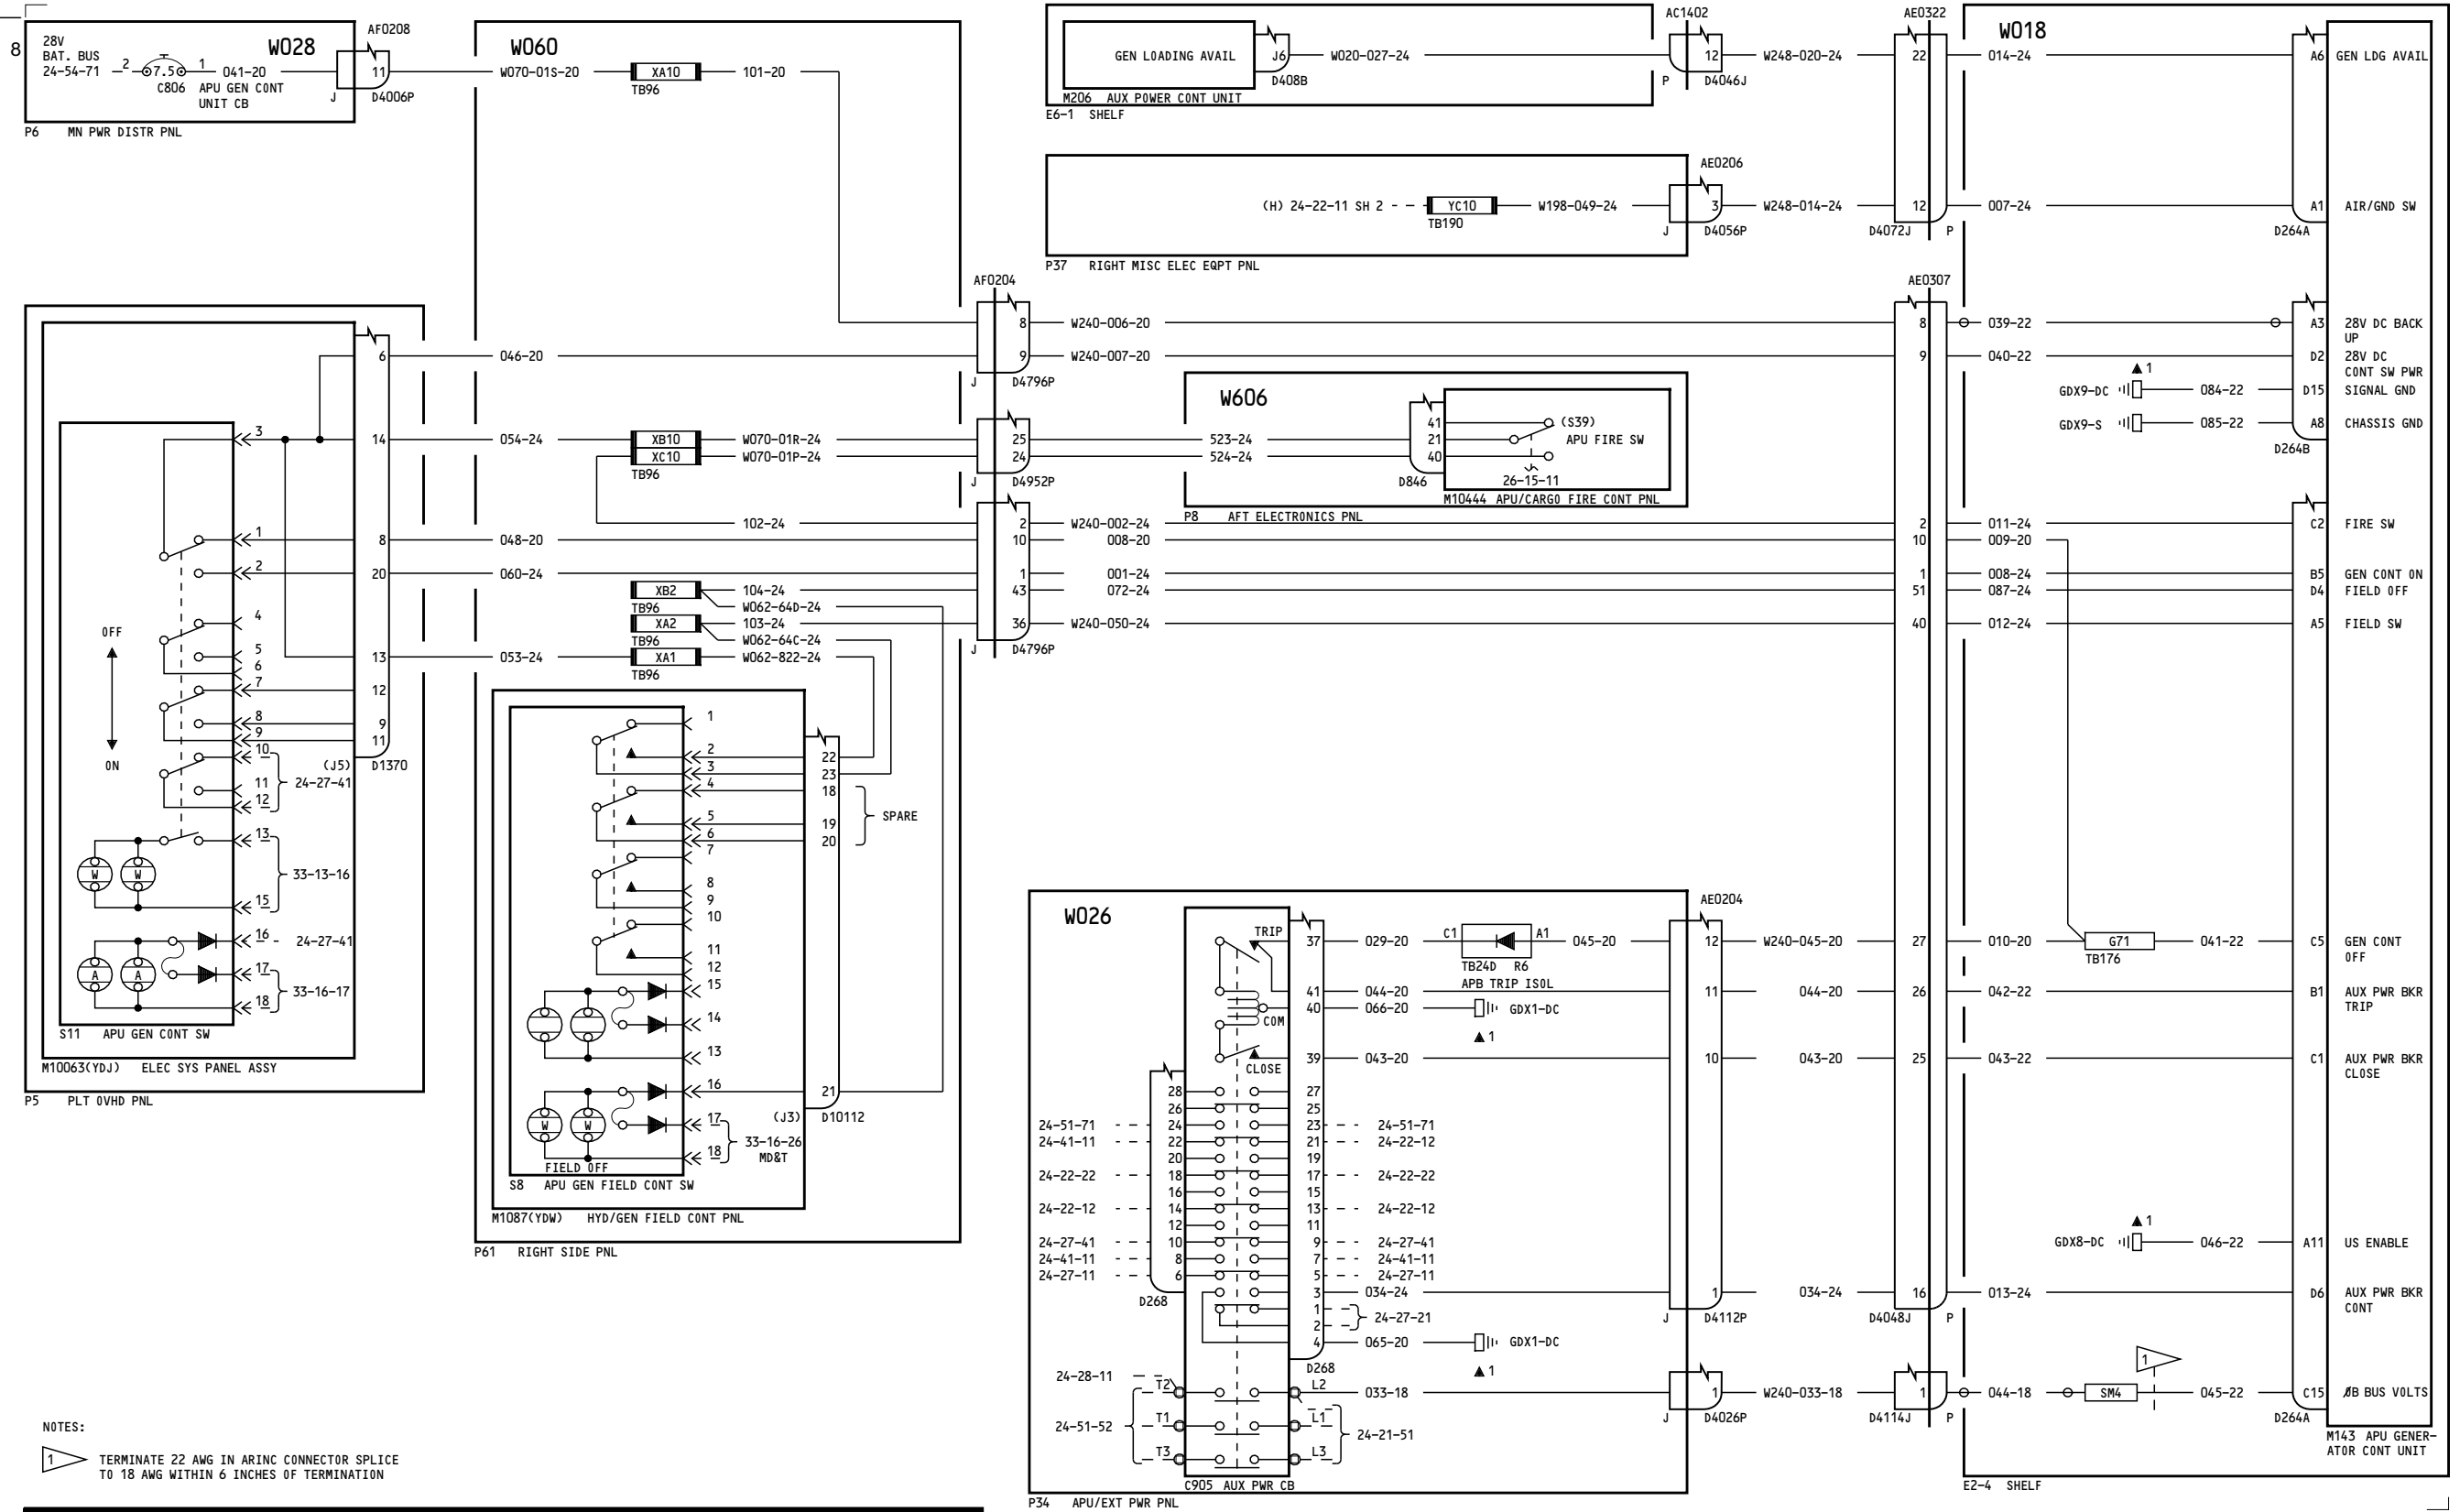 8
28V
BAT. BUS
24-54-71
2
7.5
1
041-20
C806
APU GEN CONT
UNIT CB
W028
AF0208
11
J
D4006P
P6 MN PWR DISTR PNL
W060
W070-01S-20
XA10
TB96
101-20
GEN LOADING AVAIL
J6
D408B
W020-027-24
M206 AUX POWER CONT UNIT
E6-1 SHELF
AC1402
12
P
D4046J
W248-020-24
AE0322
22
W018
014-24
A6
GEN LDG AVAIL
(H) 24-22-11 SH 2
YC10
TB190
W198-049-24
AE0206
3
J
D4056P
W248-014-24
12
D4072J
P
007-24
A1
AIR/GND SW
D264A
P37 RIGHT MISC ELEC EQPT PNL
AF0204
8
9
J
D4796P
W240-006-20
W240-007-20
AE0307
8
9
039-22
040-22
A3
28V DC BACK
UP
D2
28V DC
CONT SW PWR
1
GDX9-DC
084-22
D15
SIGNAL GND
GDX9-S
085-22
A8
CHASSIS GND
D264B
6
046-20
3
14
054-24
XB10
XC10
TB96
W070-01R-24
W070-01P-24
25
24
J
D4952P
W606
523-24
524-24
41
21
40
(S39)
APU FIRE SW
D846
26-15-11
M10444 APU/CARGO FIRE CONT PNL
P8 AFT ELECTRONICS PNL
102-24
2
W240-002-24
2
011-24
C2
FIRE SW
1
8
048-20
10
008-20
10
009-20
2
20
060-24
1
001-24
1
008-24
B5
GEN CONT ON
XB2
TB96
104-24
W062-64D-24
43
072-24
51
087-24
D4
FIELD OFF
XA2
TB96
103-24
W062-64C-24
36
W240-050-24
40
012-24
A5
FIELD SW
J
D4796P
13
053-24
XA1
TB96
W062-822-24
OFF
ON
4
5
6
7
12
8
9
9
11
10
11
12
24-27-41
(J5)
D1370
13
15
33-13-16
W
W
16
24-27-41
17
18
33-16-17
A
A
S11 APU GEN CONT SW
M10063(YDJ) ELEC SYS PANEL ASSY
P5 PLT OVHD PNL
1
2
3
4
5
6
7
8
9
10
11
12
15
14
13
16
17
18
22
23
18
19
20
SPARE
21
(J3)
D10112
33-16-26
MD&T
W
W
FIELD OFF
S8 APU GEN FIELD CONT SW
M1087(YDW) HYD/GEN FIELD CONT PNL
P61 RIGHT SIDE PNL
W026
TRIP
COM
CLOSE
37
029-20
C1
A1
TB24D R6
APB TRIP ISOL
045-20
AE0204
12
W240-045-20
27
010-20
G71
TB176
041-22
C5
GEN CONT
OFF
41
044-20
11
044-20
26
042-22
B1
AUX PWR BKR
TRIP
40
066-20
GDX1-DC
1
39
043-20
10
043-20
25
043-22
C1
AUX PWR BKR
CLOSE
28
27
26
25
24-51-71
24
23
24-51-71
24-41-11
22
21
24-22-12
20
19
24-22-22
18
17
24-22-22
16
15
24-22-12
14
13
24-22-12
12
11
24-27-41
10
9
24-27-41
24-41-11
8
7
24-41-11
24-27-11
6
5
24-27-11
D268
3
034-24
1
034-24
16
013-24
D6
AUX PWR BKR
CONT
1
2
24-27-21
4
065-20
GDX1-DC
1
D268
J
D4112P
D4048J
P
1
GDX8-DC
046-22
A11
US ENABLE
24-28-11
T2
L2
033-18
1
W240-033-18
1
044-18
SM4
1
045-22
C15
ØB BUS VOLTS
J
D4026P
D4114J
P
D264A
24-51-52
T1
L1
24-21-51
T3
L3
C905 AUX PWR CB
P34 APU/EXT PWR PNL
M143 APU GENER-
ATOR CONT UNIT
E2-4 SHELF
NOTES:
1
TERMINATE 22 AWG IN ARINC CONNECTOR SPLICE
TO 18 AWG WITHIN 6 INCHES OF TERMINATION